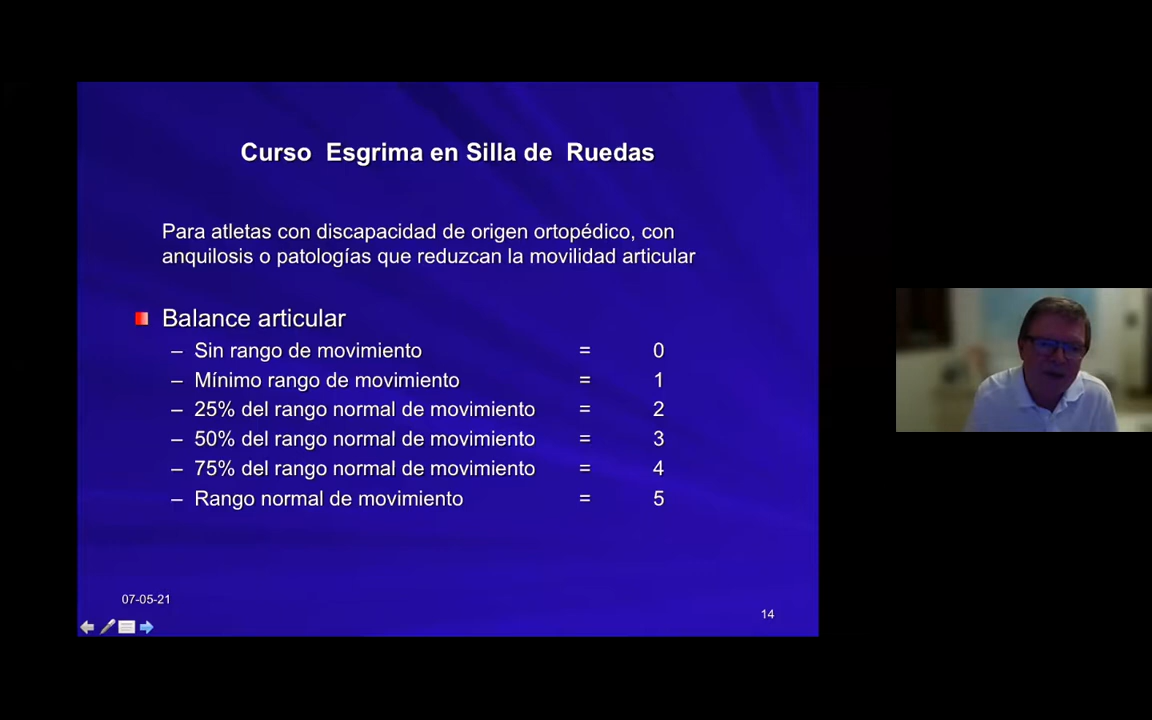 Curso Esgrima en Silla de Ruedas
Para atletas con discapacidad de origen ortopédico, con
anquilosis o patologías que reduzcan la movilidad articular
Balance articular
– Sin rango de movimiento = 0
– Mínimo rango de movimiento = 1
– 25% del rango normal de movimiento = 2
– 50% del rango normal de movimiento = 3
– 75% del rango normal de movimiento = 4
– Rango normal de movimiento = 5
07-05-21
14